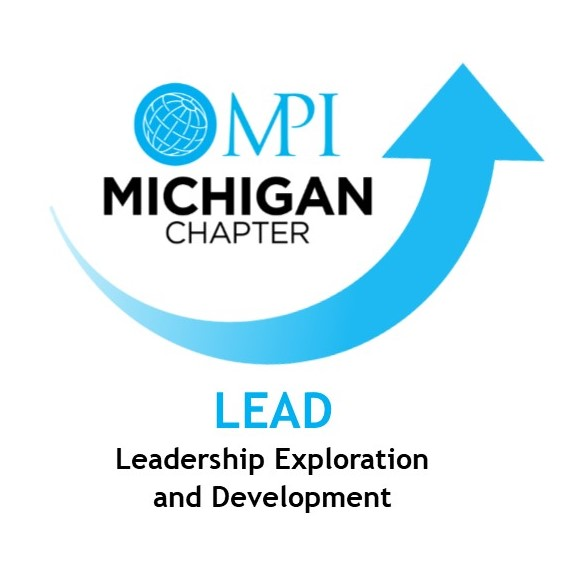 MPI
MICHIGAN
CHAPTER
LEAD
Leadership Exploration
and Development